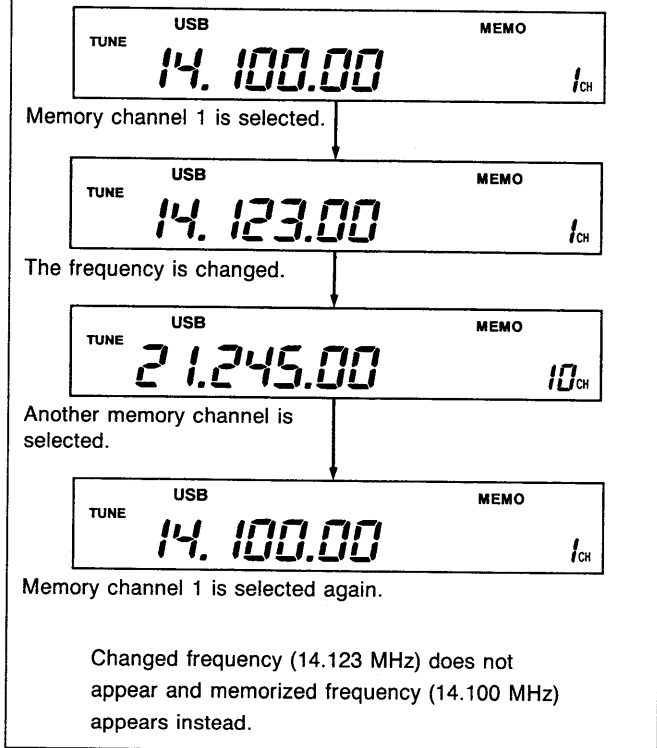 USB MEMO
TUNE 14.100.00 1CH
Memory channel 1 is selected.
USB MEMO
TUNE 14.123.00 1CH
The frequency is changed.
USB MEMO
TUNE 21.245.00 10CH
Another memory channel is
selected.
USB MEMO
TUNE 14.100.00 1CH
Memory channel 1 is selected again.
Changed frequency (14.123 MHz) does not
appear and memorized frequency (14.100 MHz)
appears instead.